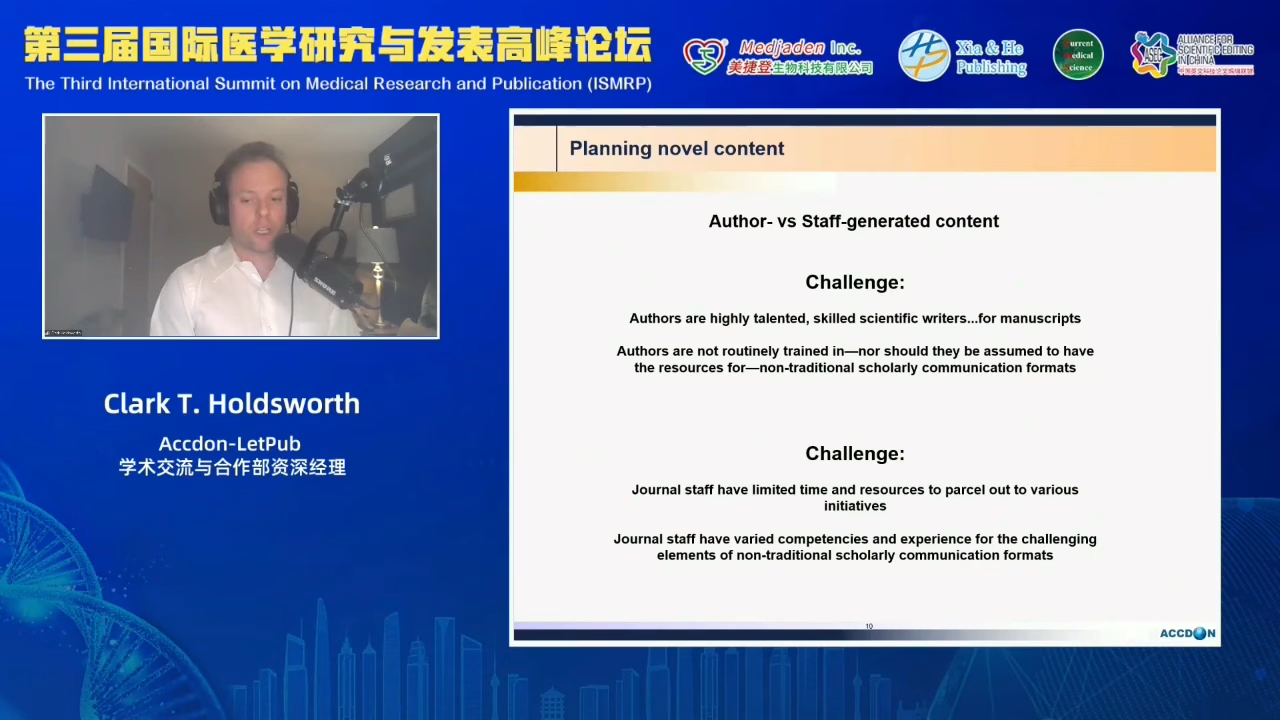 第三届国际医学研究与发表高峰论坛
The Third International Summit on Medical Research and Publication (ISMRP)
Medjaden Inc.
美捷登生物科技有限公司
Xia & He
Publishing
Current
Medical
Science
ALLIANCE FOR
SCIENTIFIC EDITING
IN CHINA
Planning novel content
Author- vs Staff-generated content
Challenge:
Authors are highly talented, skilled scientific writers...for manuscripts
Authors are not routinely trained in—nor should they be assumed to have
the resources for—non-traditional scholarly communication formats
Challenge:
Journal staff have limited time and resources to parcel out to various
initiatives
Journal staff have varied competencies and experience for the challenging
elements of non-traditional scholarly communication formats
10
ACCDON
Clark T. Holdsworth
Accdon-LetPub
学术交流与合作部资深经理